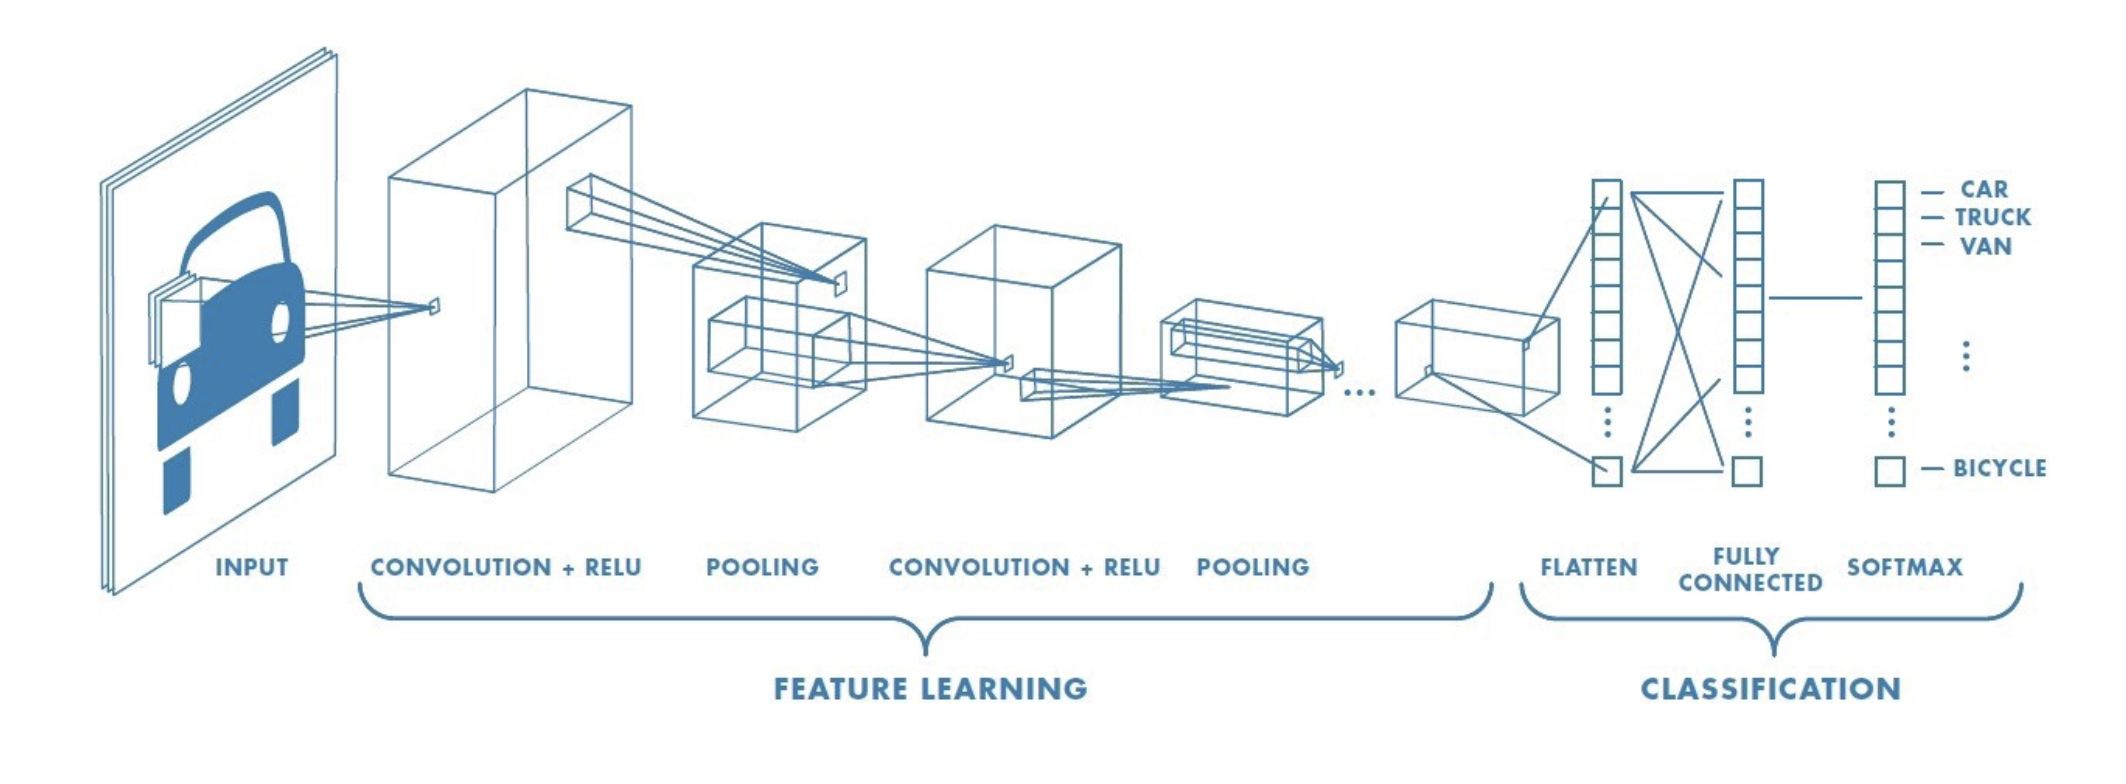 CAR
TRUCK
VAN
BICYCLE
INPUT
CONVOLUTION + RELU
POOLING
CONVOLUTION + RELU
POOLING
FLATTEN
FULLY
CONNECTED
SOFTMAX
FEATURE LEARNING
CLASSIFICATION